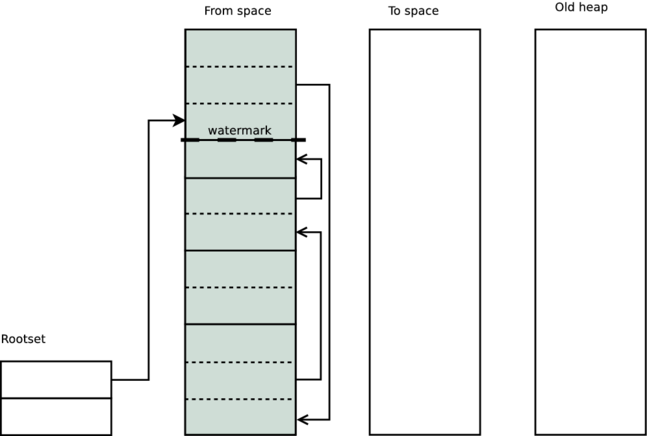 From space
To space
Old heap
watermark
Rootset